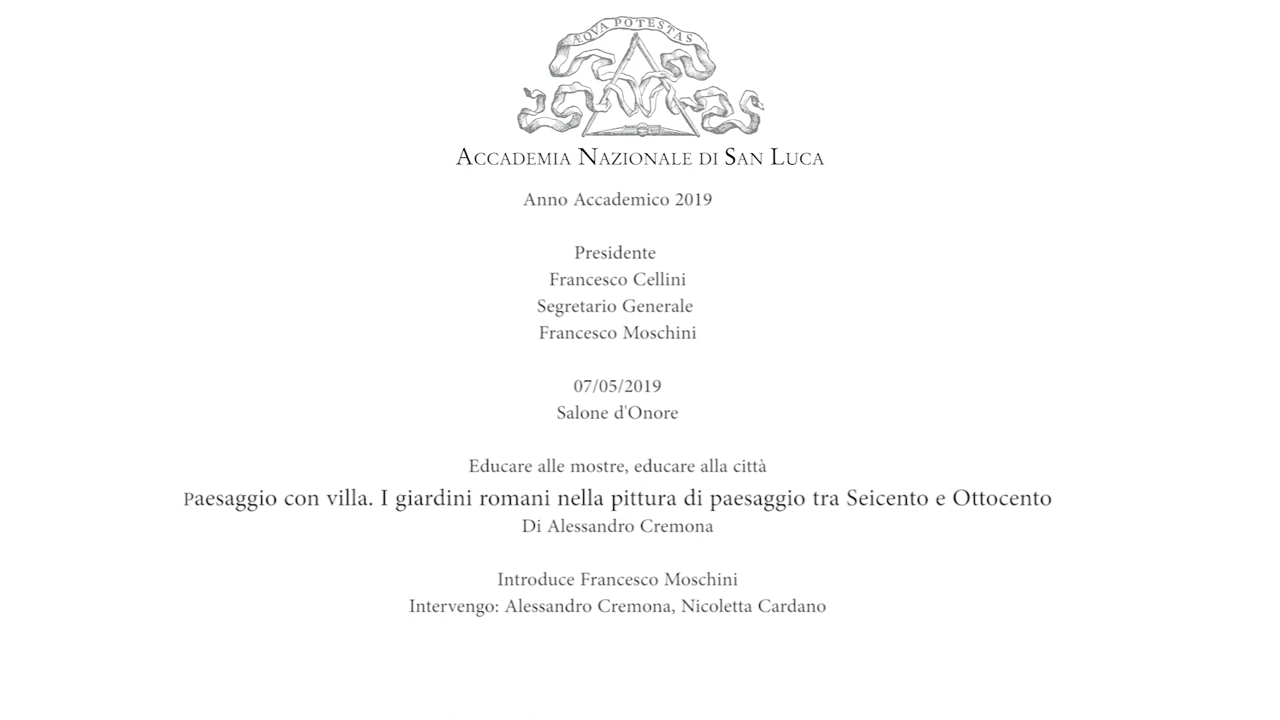 ÆQVA POTESTAS
ACCADEMIA NAZIONALE DI SAN LUCA
Anno Accademico 2019
Presidente
Francesco Cellini
Segretario Generale
Francesco Moschini
07/05/2019
Salone d'Onore
Educare alle mostre, educare alla città
Paesaggio con villa. I giardini romani nella pittura di paesaggio tra Seicento e Ottocento
Di Alessandro Cremona
Introduce Francesco Moschini
Intervengo: Alessandro Cremona, Nicoletta Cardano